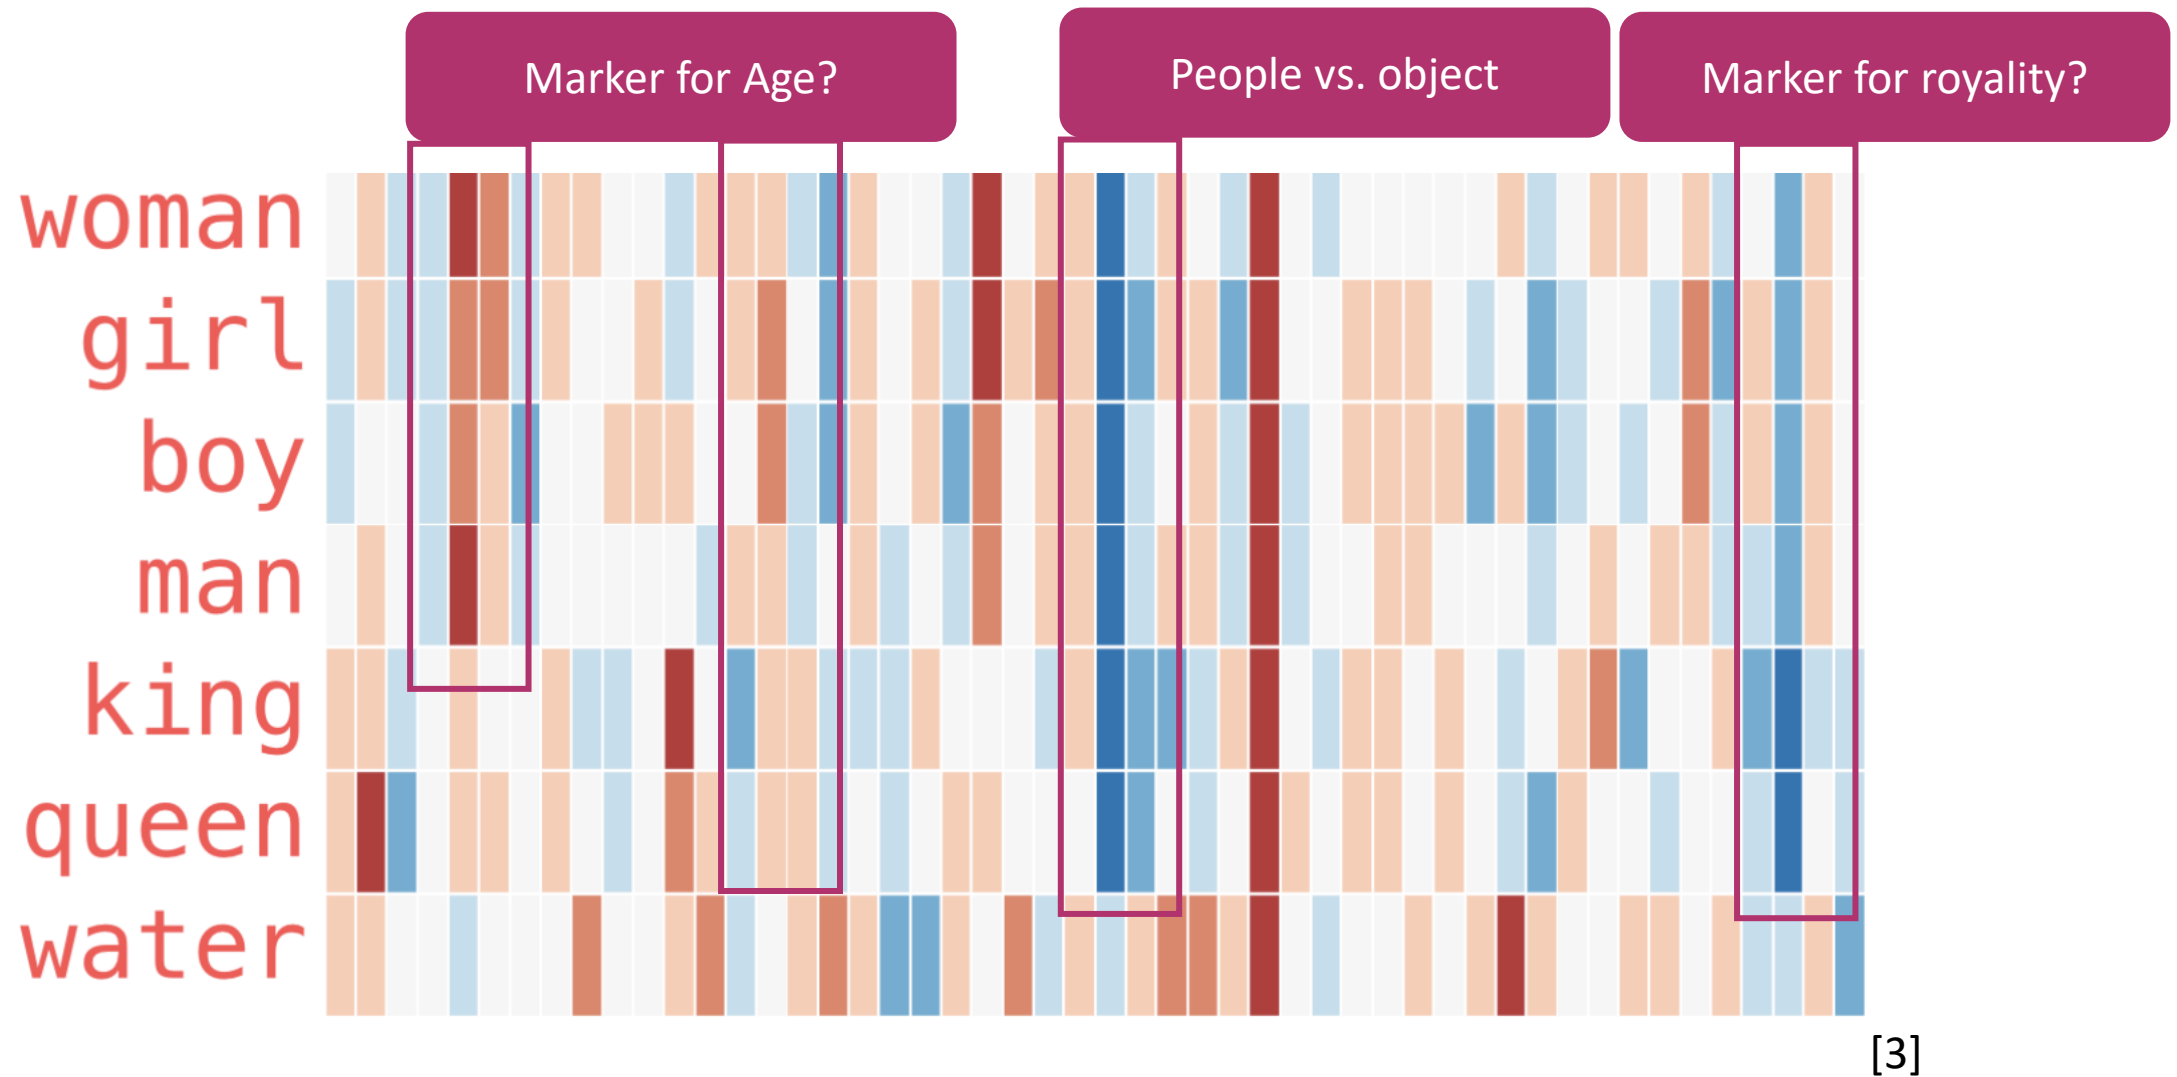 Marker for Age?
People vs. object
Marker for royality?
woman
girl
boy
man
king
queen
water
[3]